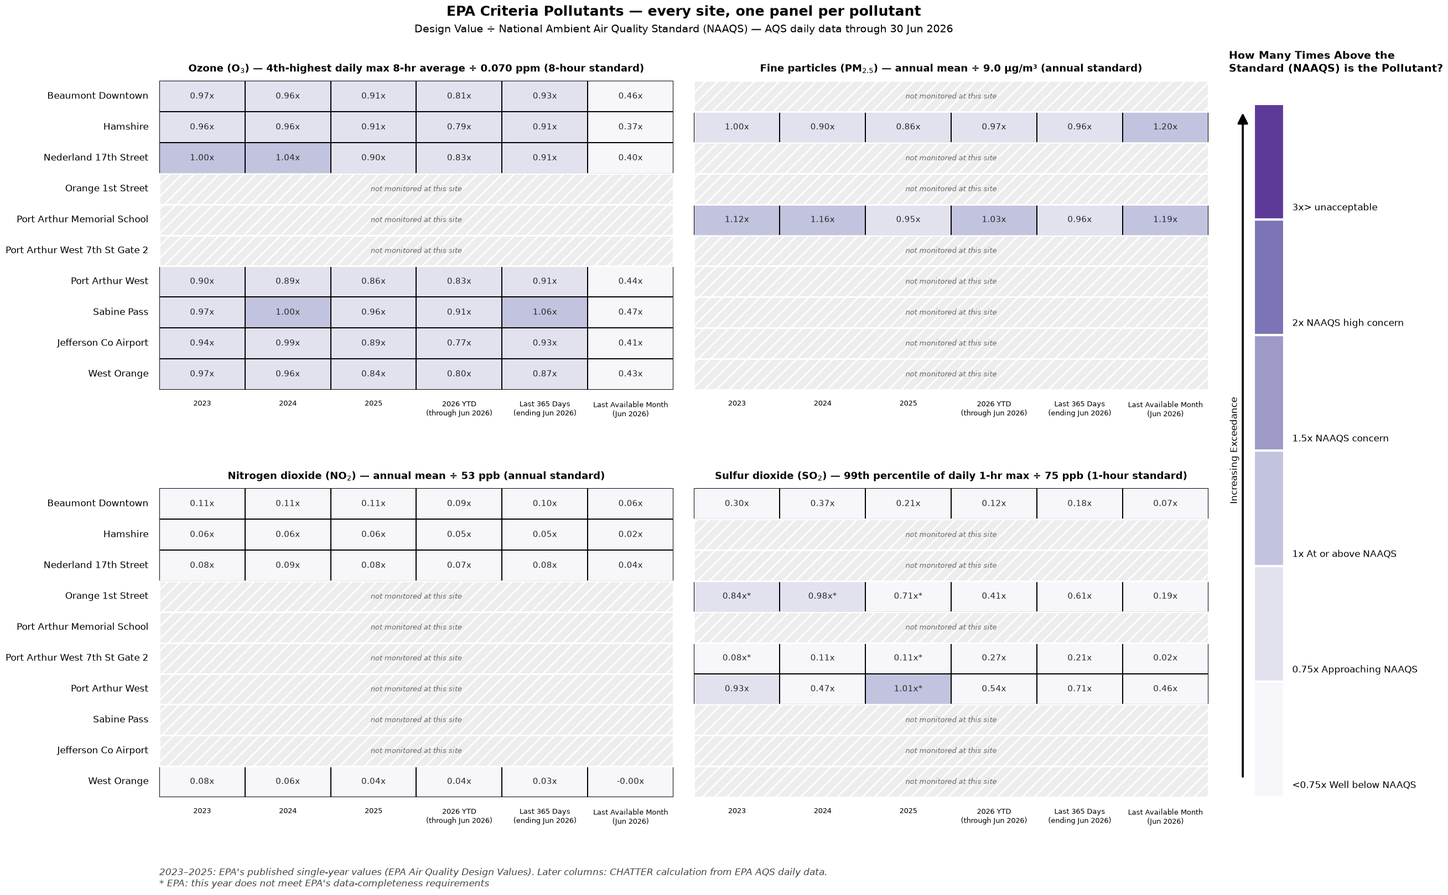 EPA Criteria Pollutants — every site, one panel per pollutant
Design Value ÷ National Ambient Air Quality Standard (NAAQS) — AQS daily data through 30 Jun 2026
Ozone (O₃) — 4th-highest daily max 8-hr average ÷ 0.070 ppm (8-hour standard)
Beaumont Downtown 0.97x 0.96x 0.91x 0.81x 0.93x 0.46x
Hamshire 0.96x 0.96x 0.91x 0.79x 0.91x 0.37x
Nederland 17th Street 1.00x 1.04x 0.90x 0.83x 0.91x 0.40x
Orange 1st Street not monitored at this site
Port Arthur Memorial School not monitored at this site
Port Arthur West 7th St Gate 2 not monitored at this site
Port Arthur West 0.90x 0.89x 0.86x 0.83x 0.91x 0.44x
Sabine Pass 0.97x 1.00x 0.96x 0.91x 1.06x 0.47x
Jefferson Co Airport 0.94x 0.99x 0.89x 0.77x 0.93x 0.41x
West Orange 0.97x 0.96x 0.84x 0.80x 0.87x 0.43x
2023 2024 2025 2026 YTD Last 365 Days Last Available Month
(through Jun 2026) (ending Jun 2026) (Jun 2026)
Fine particles (PM₂.₅) — annual mean ÷ 9.0 µg/m³ (annual standard)
not monitored at this site
1.00x 0.90x 0.86x 0.97x 0.96x 1.20x
not monitored at this site
not monitored at this site
1.12x 1.16x 0.95x 1.03x 0.96x 1.19x
not monitored at this site
not monitored at this site
not monitored at this site
not monitored at this site
not monitored at this site
2023 2024 2025 2026 YTD Last 365 Days Last Available Month
(through Jun 2026) (ending Jun 2026) (Jun 2026)
Nitrogen dioxide (NO₂) — annual mean ÷ 53 ppb (annual standard)
Beaumont Downtown 0.11x 0.11x 0.11x 0.09x 0.10x 0.06x
Hamshire 0.06x 0.06x 0.06x 0.05x 0.05x 0.02x
Nederland 17th Street 0.08x 0.09x 0.08x 0.07x 0.08x 0.04x
Orange 1st Street not monitored at this site
Port Arthur Memorial School not monitored at this site
Port Arthur West 7th St Gate 2 not monitored at this site
Port Arthur West not monitored at this site
Sabine Pass not monitored at this site
Jefferson Co Airport not monitored at this site
West Orange 0.08x 0.06x 0.04x 0.04x 0.03x -0.00x
2023 2024 2025 2026 YTD Last 365 Days Last Available Month
(through Jun 2026) (ending Jun 2026) (Jun 2026)
Sulfur dioxide (SO₂) — 99th percentile of daily 1-hr max ÷ 75 ppb (1-hour standard)
0.30x 0.37x 0.21x 0.12x 0.18x 0.07x
not monitored at this site
not monitored at this site
0.84x* 0.98x* 0.71x* 0.41x 0.61x 0.19x
not monitored at this site
0.08x* 0.11x 0.11x* 0.27x 0.21x 0.02x
0.93x 0.47x 1.01x* 0.54x 0.71x 0.46x
not monitored at this site
not monitored at this site
not monitored at this site
2023 2024 2025 2026 YTD Last 365 Days Last Available Month
(through Jun 2026) (ending Jun 2026) (Jun 2026)
How Many Times Above the
Standard (NAAQS) is the Pollutant?
Increasing Exceedance
3x> unacceptable
2x NAAQS high concern
1.5x NAAQS concern
1x At or above NAAQS
0.75x Approaching NAAQS
<0.75x Well below NAAQS
2023–2025: EPA's published single-year values (EPA Air Quality Design Values). Later columns: CHATTER calculation from EPA AQS daily data.
* EPA: this year does not meet EPA's data-completeness requirements